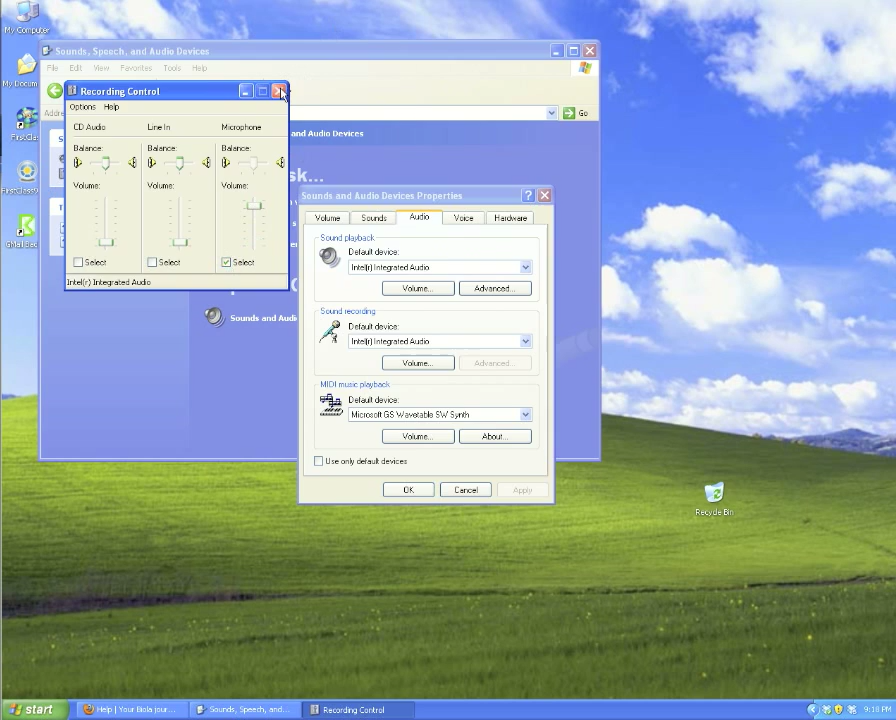 My Computer
My Docum
FirstClas
FirstClass
GMail Bac
Sounds, Speech, and Audio Devices
File Edit View Favorites Tools Help
Addre
Go
and Audio Devices
sk...
Sounds and Audi
Recording Control
Options Help
CD Audio Line In Microphone
Balance: Balance: Balance:
Volume: Volume: Volume:
Select Select Select
Intel(r) Integrated Audio
Sounds and Audio Devices Properties
Volume Sounds Audio Voice Hardware
Sound playback
Default device:
Intel(r) Integrated Audio
Volume... Advanced...
Sound recording
Default device:
Intel(r) Integrated Audio
Volume... Advanced...
MIDI music playback
Default device:
Microsoft GS Wavetable SW Synth
Volume... About...
Use only default devices
OK Cancel Apply
Recycle Bin
start
Help | Your Biola jour...
Sounds, Speech, and...
Recording Control
9:18 PM